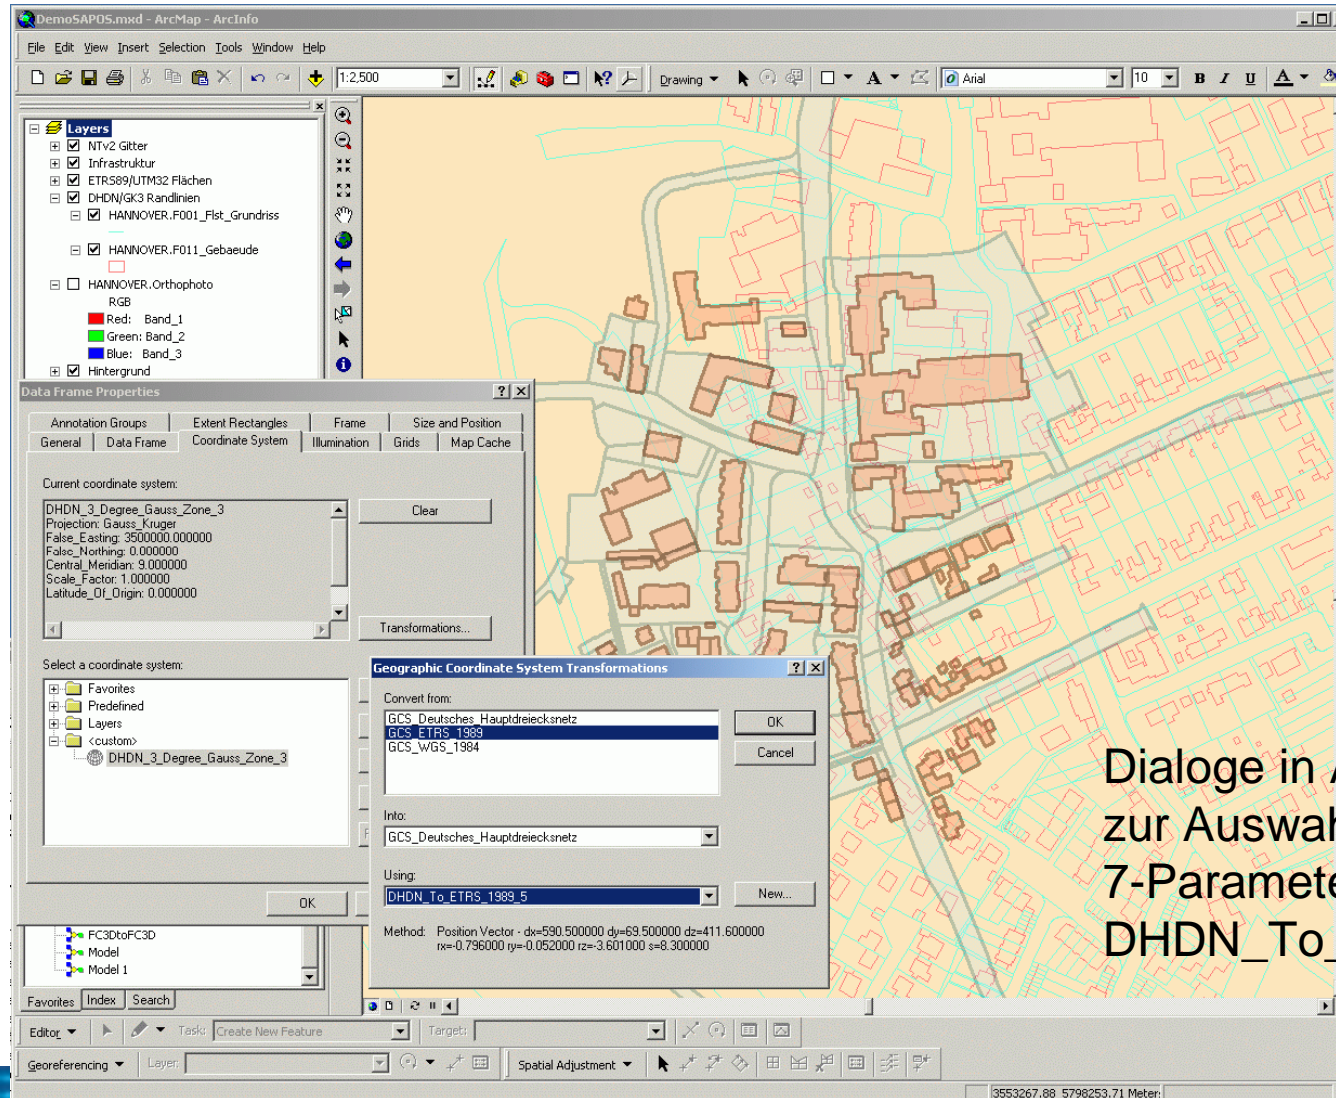 DemoSAPOS.mxd - ArcMap - ArcInfo
File Edit View Insert Selection Tools Window Help
1:2,500
Drawing
A
Arial
10
B I U A
Layers
NTv2 Gitter
Infrastruktur
ETRS89/UTM32 Flächen
DHDN/GK3 Randlinien
HANNOVER.F001_Flst_Grundriss
HANNOVER.F011_Gebaeude
HANNOVER.Orthophoto
RGB
Red: Band_1
Green: Band_2
Blue: Band_3
Hintergrund
Data Frame Properties
Annotation Groups
Extent Rectangles
Frame
Size and Position
General
Data Frame
Coordinate System
Illumination
Grids
Map Cache
Current coordinate system:
DHDN_3_Degree_Gauss_Zone_3
Projection: Gauss_Kruger
False_Easting: 3500000.000000
False_Northing: 0.000000
Central_Meridian: 9.000000
Scale_Factor: 1.000000
Latitude_Of_Origin: 0.000000
Clear
Transformations...
Select a coordinate system:
Favorites
Predefined
Layers
<custom>
DHDN_3_Degree_Gauss_Zone_3
OK
Geographic Coordinate System Transformations
Convert from:
GCS_Deutsches_Hauptdreiecksnetz
GCS_ETRS_1989
GCS_WGS_1984
OK
Cancel
Into:
GCS_Deutsches_Hauptdreiecksnetz
Using:
DHDN_To_ETRS_1989_5
New...
Method: Position Vector - dx=590.500000 dy=69.500000 dz=411.600000
rx=-0.796000 ry=-0.052000 rz=-3.601000 s=8.300000
Dialoge in
zur Auswah
7-Paramete
DHDN_To_
FC3DtoFC3D
Model
Model 1
Favorites Index Search
Editor
Task:
Create New Feature
Target:
Georeferencing
Layer:
Spatial Adjustment
3553267.88 5798253.71 Meter